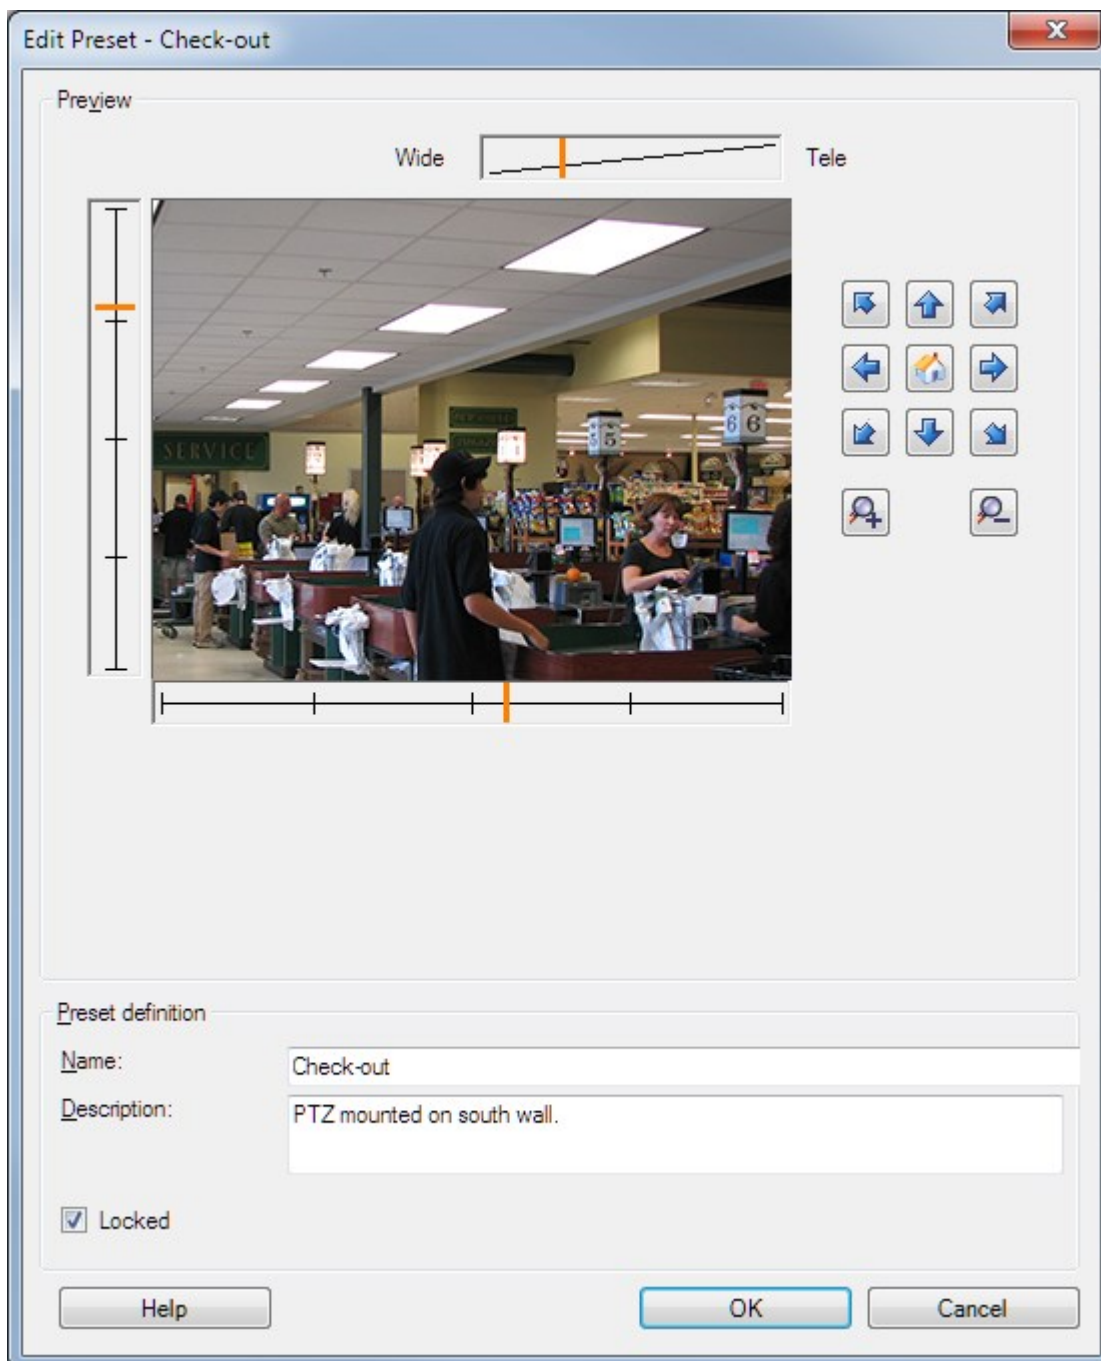 Edit Preset - Check-out
Preview
Wide
Tele
SERVICE
5 5
6 6
Preset definition
Name:
Check-out
Description:
PTZ mounted on south wall.
Locked
Help
OK
Cancel